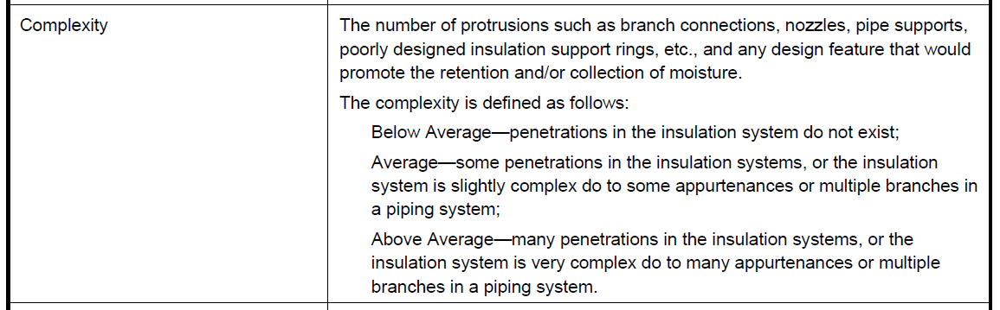 Complexity
The number of protrusions such as branch connections, nozzles, pipe supports,
poorly designed insulation support rings, etc., and any design feature that would
promote the retention and/or collection of moisture.
The complexity is defined as follows:
Below Average—penetrations in the insulation system do not exist;
Average—some penetrations in the insulation systems, or the insulation
system is slightly complex do to some appurtenances or multiple branches in
a piping system;
Above Average—many penetrations in the insulation systems, or the
insulation system is very complex do to many appurtenances or multiple
branches in a piping system.